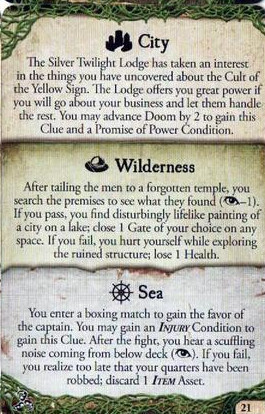 City
The Silver Twilight Lodge has taken an interest
in the things you have uncovered about the Cult of
the Yellow Sign. The Lodge offers you great power if
you will go about your business and let them handle
the rest. You may advance Doom by 2 to gain this
Clue and a Promise of Power Condition.
Wilderness
After tailing the men to a forgotten temple, you
search the premises to see what they found (–1).
If you pass, you find disturbingly lifelike painting of
a city on a lake; close 1 Gate of your choice on any
space. If you fail, you hurt yourself while exploring
the ruined structure; lose 1 Health.
Sea
You enter a boxing match to gain the favor of
the captain. You may gain an INJURY Condition to
gain this Clue. After the fight, you hear a scuffling
noise coming from below deck (). If you fail,
you realize too late that your quarters have been
robbed; discard 1 ITEM Asset.
21